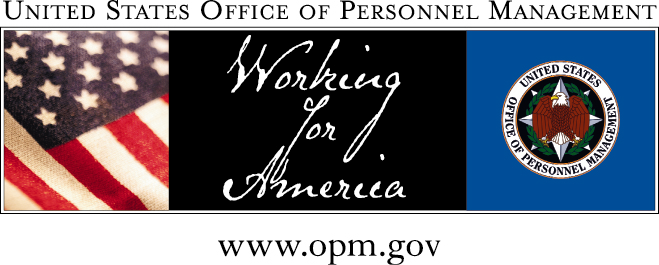 United States Office of Personnel Management
Working
for
America
UNITED STATES
OFFICE OF PERSONNEL MANAGEMENT
www.opm.gov